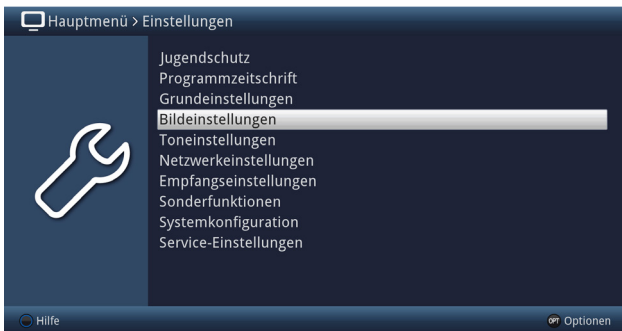 Hauptmenü > Einstellungen
Jugendschutz
Programmzeitschrift
Grundeinstellungen
Bildeinstellungen
Toneinstellungen
Netzwerkeinstellungen
Empfangseinstellungen
Sonderfunktionen
Systemkonfiguration
Service-Einstellungen
Hilfe
OPT Optionen